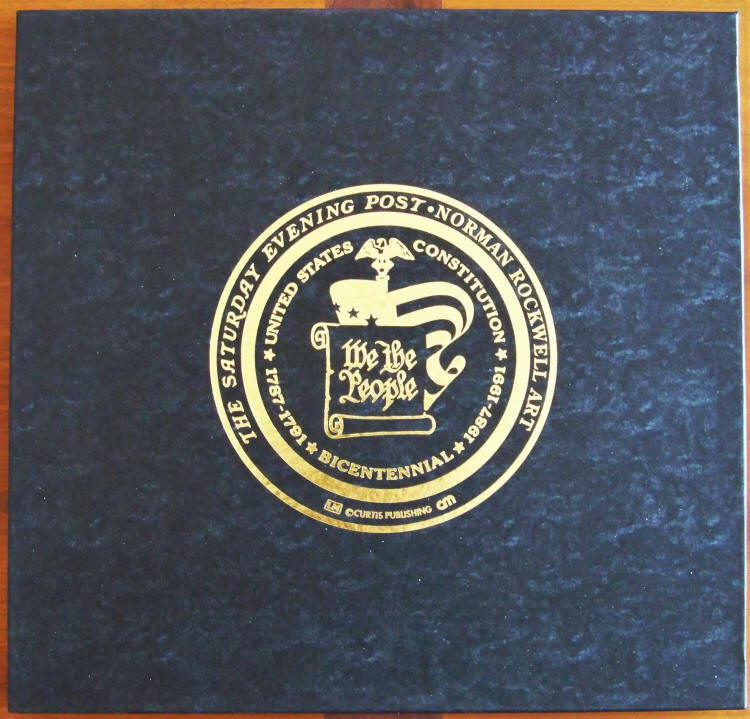 THE SATURDAY EVENING POST • NORMAN ROCKWELL ART
UNITED STATES CONSTITUTION
1787-1791 ★ BICENTENNIAL ★ 1987-1991
We the
People
©CURTIS PUBLISHING